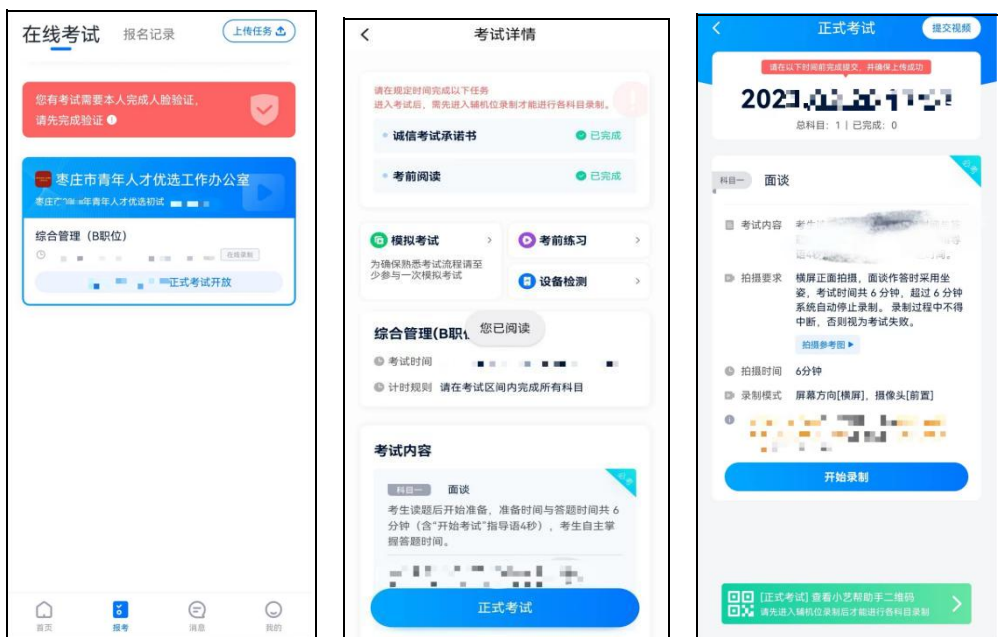 在线考试
报名记录
上传任务
您有考试需要本人完成人脸验证,
请先完成验证
枣庄市青年人才优选工作办公室
年青年人才优选初试
综合管理（B职位）
在线录制
正式考试开放
首页
报考
消息
我的
考试详情
请在规定时间完成以下任务
进入考试后，需先进入辅机位录制才能进行各科目录制。
诚信考试承诺书
已完成
考前阅读
已完成
模拟考试
为确保熟悉考试流程请至
少参与一次模拟考试
考前练习
设备检测
综合管理(B职
您已阅读
考试时间
计时规则 请在考试区间内完成所有科目
考试内容
科目一 面谈
考生读题后开始准备，准备时间与答题时间共 6
分钟（含“开始考试”指导语4秒），考生自主掌
握答题时间。
正式考试
正式考试
提交视频
请在以下时间前完成提交，并确保上传成功
总科目：1 | 已完成：0
科目一 面谈
考试内容
拍摄要求 横屏正面拍摄，面谈作答时采用坐
姿，考试时间共 6 分钟，超过 6 分钟
系统自动停止录制。 录制过程中不得
中断，否则视为考试失败。
拍摄参考图
拍摄时间 6分钟
录制模式 屏幕方向[横屏]，摄像头[前置]
开始录制
[正式考试] 查看小艺帮助手二维码
请先进入辅机位录制后才能进行各科目录制